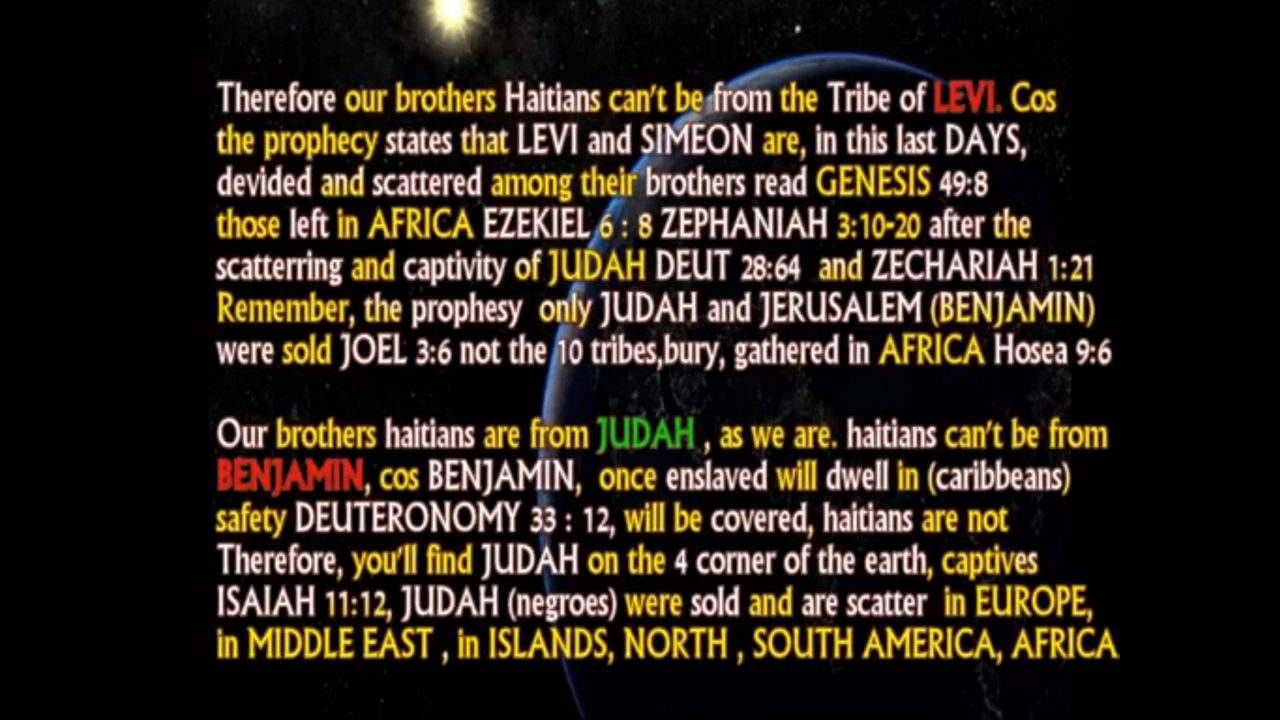 Therefore our brothers Haitians can't be from the Tribe of LEVI. Cos
the prophecy states that LEVI and SIMEON are, in this last DAYS,
devided and scattered among their brothers read GENESIS 49:8
those left in AFRICA EZEKIEL 6 : 8 ZEPHANIAH 3:10-20 after the
scatterring and captivity of JUDAH DEUT 28:64 and ZECHARIAH 1:21
Remember, the prophesy only JUDAH and JERUSALEM (BENJAMIN)
were sold JOEL 3:6 not the 10 tribes,bury, gathered in AFRICA Hosea 9:6
Our brothers haitians are from JUDAH , as we are. haitians can't be from
BENJAMIN, cos BENJAMIN, once enslaved will dwell in (caribbeans)
safety DEUTERONOMY 33 : 12, will be covered, haitians are not
Therefore, you'll find JUDAH on the 4 corner of the earth, captives
ISAIAH 11:12, JUDAH (negroes) were sold and are scatter in EUROPE,
in MIDDLE EAST , in ISLANDS, NORTH , SOUTH AMERICA, AFRICA